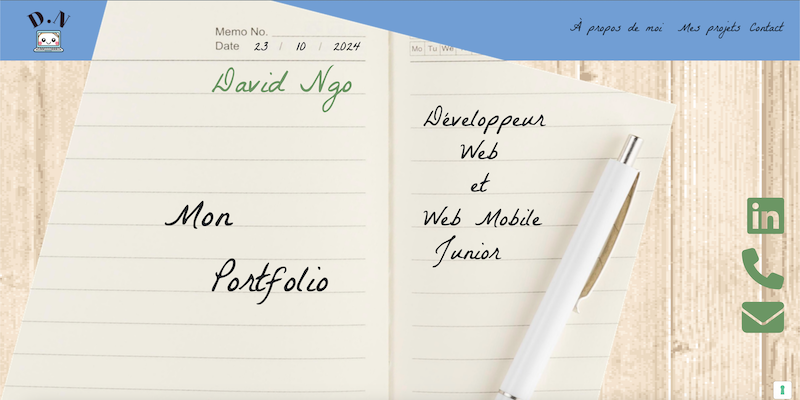 D.N
À propos de moi Mes projets Contact
Memo No.
Date 23 / 10 / 2024
Mo Tu We
David Ngo
Mon
Portfolio
Développeur
Web
et
Web Mobile
Junior
in